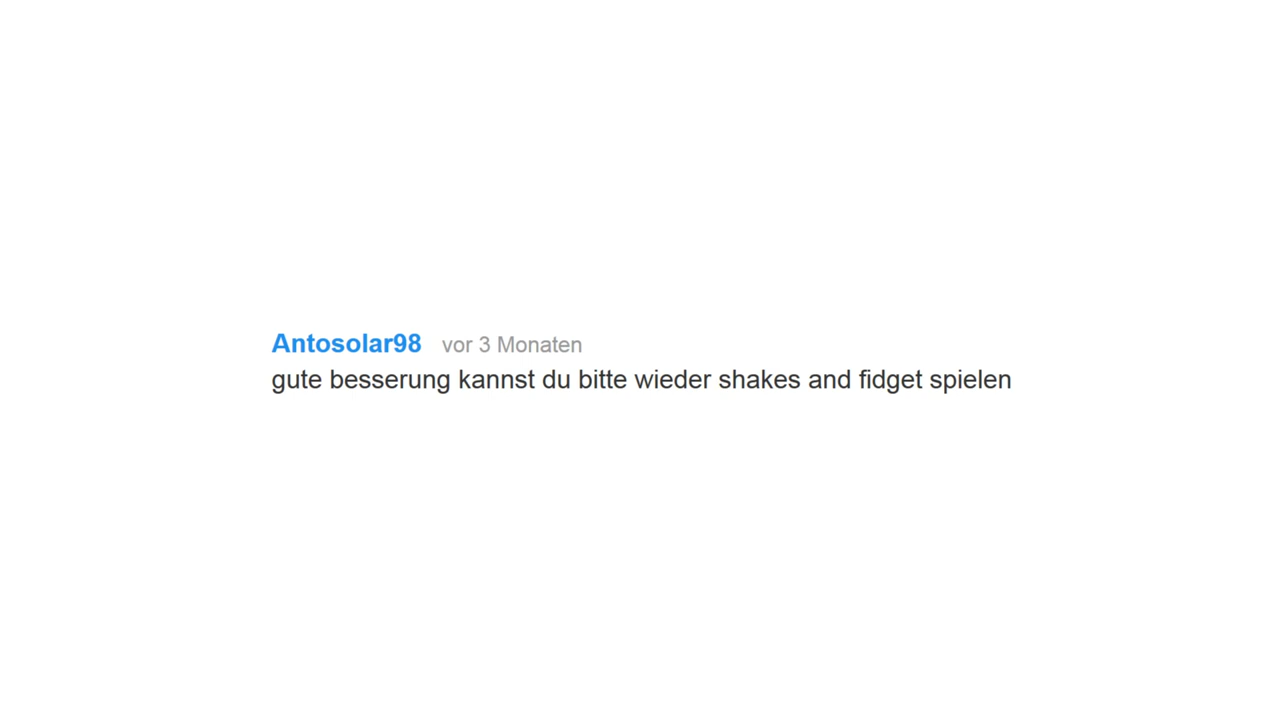 Antosolar98 vor 3 Monaten
gute besserung kannst du bitte wieder shakes and fidget spielen